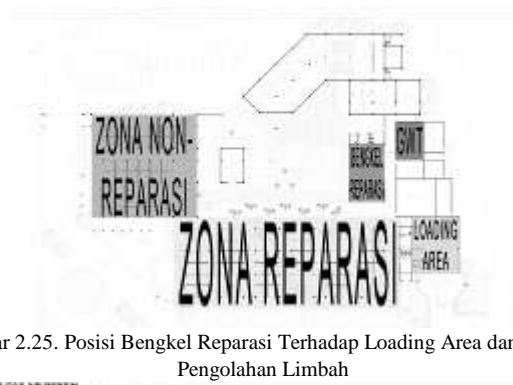 ZONA NON-
REPARASI
BENGKEL
REPARASI
GWT
LOADING
AREA
ZONA REPARASI
ar 2.25. Posisi Bengkel Reparasi Terhadap Loading Area dan
Pengolahan Limbah